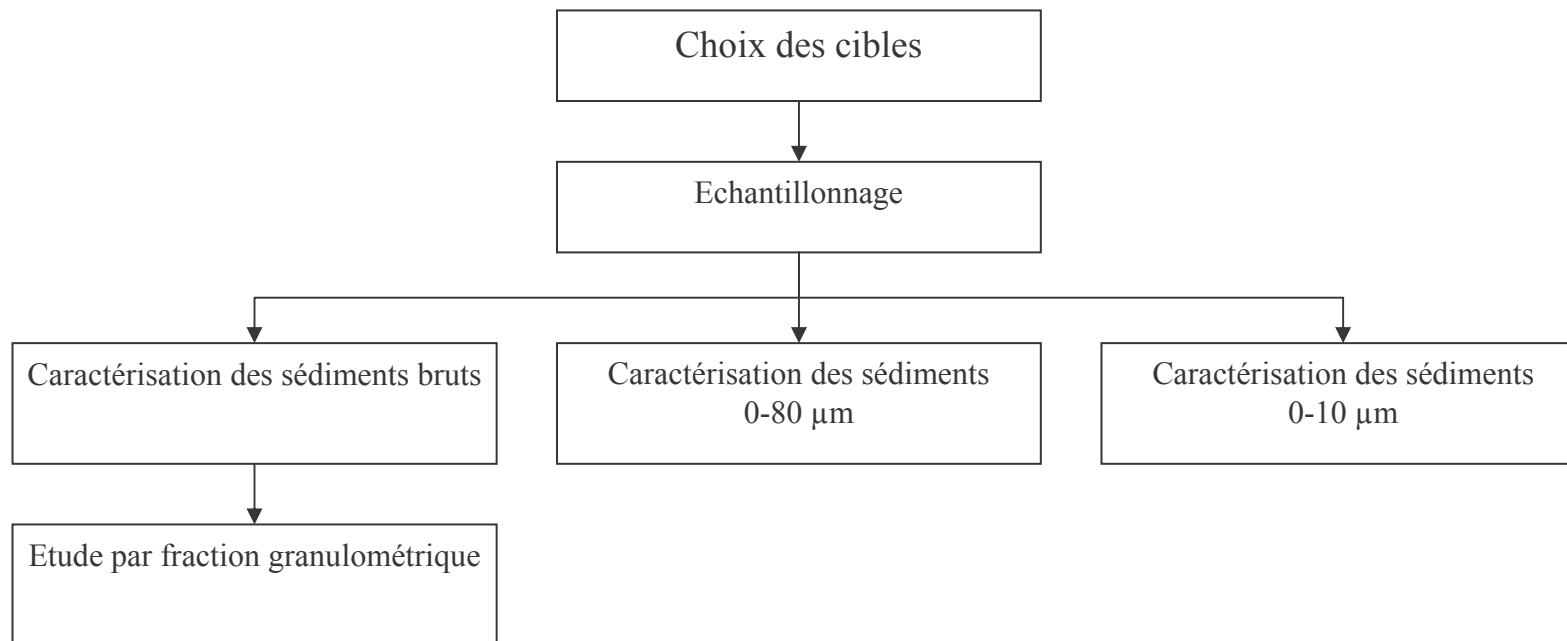 Choix des cibles
Echantillonnage
Caractérisation des sédiments bruts
Caractérisation des sédiments
0-80 µm
Caractérisation des sédiments
0-10 µm
Etude par fraction granulométrique